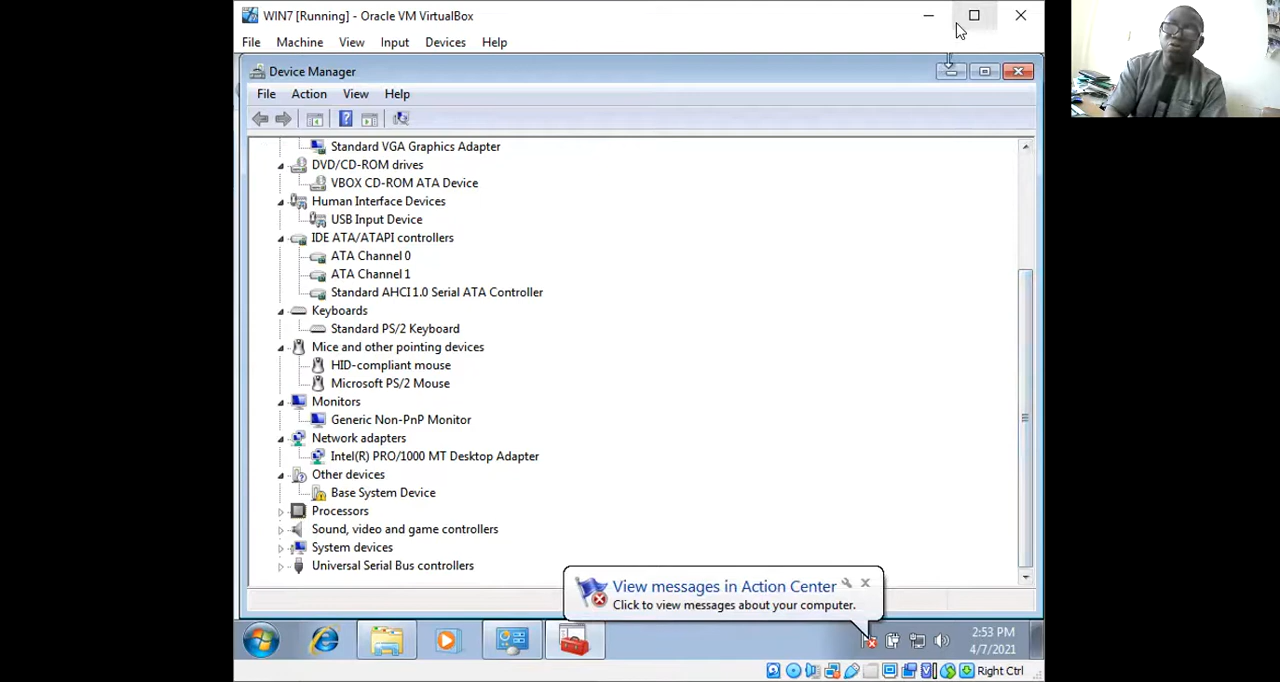 WIN7 [Running] - Oracle VM VirtualBox
File Machine View Input Devices Help
Device Manager
File Action View Help
Standard VGA Graphics Adapter
DVD/CD-ROM drives
VBOX CD-ROM ATA Device
Human Interface Devices
USB Input Device
IDE ATA/ATAPI controllers
ATA Channel 0
ATA Channel 1
Standard AHCI 1.0 Serial ATA Controller
Keyboards
Standard PS/2 Keyboard
Mice and other pointing devices
HID-compliant mouse
Microsoft PS/2 Mouse
Monitors
Generic Non-PnP Monitor
Network adapters
Intel(R) PRO/1000 MT Desktop Adapter
Other devices
Base System Device
Processors
Sound, video and game controllers
System devices
Universal Serial Bus controllers
View messages in Action Center
Click to view messages about your computer.
2:53 PM
4/7/2021
Right Ctrl